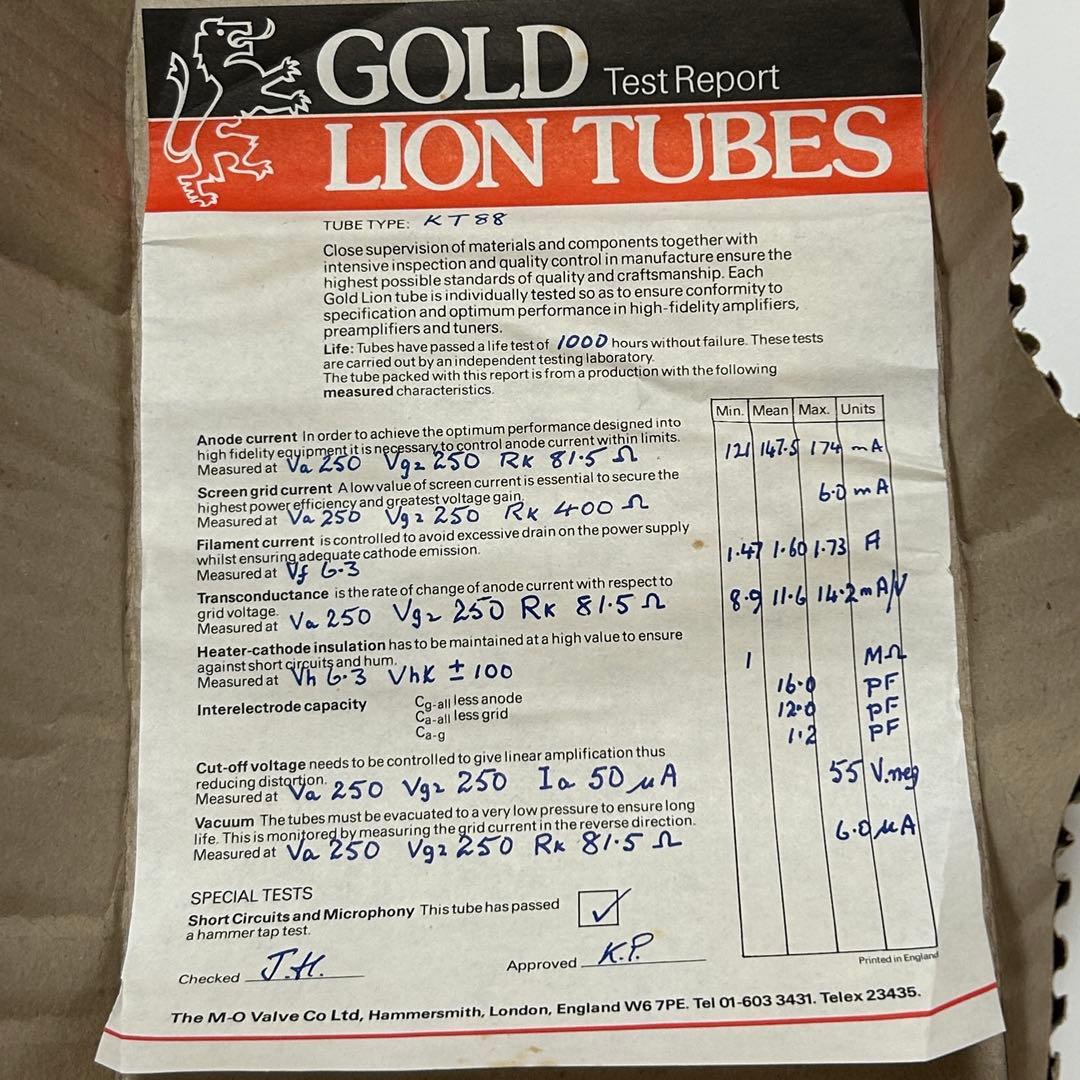 GOLD Test Report
LION TUBES
TUBE TYPE: KT88
Close supervision of materials and components together with
intensive inspection and quality control in manufacture ensure the
highest possible standards of quality and craftsmanship. Each
Gold Lion tube is individually tested so as to ensure conformity to
specification and optimum performance in high-fidelity amplifiers,
preamplifiers and tuners.
Life: Tubes have passed a life test of 1000 hours without failure. These tests
are carried out by an independent testing laboratory.
The tube packed with this report is from a production with the following
measured characteristics.
Min. Mean Max. Units
Anode current In order to achieve the optimum performance designed into
high fidelity equipment it is necessary to control anode current within limits.
Measured at Va 250 Vg2 250 RK 81.5 Ω 121 147.5 174 mA
Screen grid current A low value of screen current is essential to secure the
highest power efficiency and greatest voltage gain.
Measured at Va 250 Vg2 250 RK 400 Ω 6.0 mA
Filament current is controlled to avoid excessive drain on the power supply
whilst ensuring adequate cathode emission.
Measured at Vf 6.3 1.47 1.60 1.73 A
Transconductance is the rate of change of anode current with respect to
grid voltage.
Measured at Va 250 Vg2 250 RK 81.5 Ω 8.9 11.6 14.2 mA/V
Heater-cathode insulation has to be maintained at a high value to ensure
against short circuits and hum.
Measured at Vh 6.3 VhK ± 100 1 MΩ
Interelectrode capacity Cg-all less anode 16.0 pF
Ca-all less grid 12.0 pF
Ca-g 1.2 pF
Cut-off voltage needs to be controlled to give linear amplification thus
reducing distortion.
Measured at Va 250 Vg2 250 Ia 50 µA 55 V.neg
Vacuum The tubes must be evacuated to a very low pressure to ensure long
life. This is monitored by measuring the grid current in the reverse direction.
Measured at Va 250 Vg2 250 RK 81.5 Ω 6.0 µA
SPECIAL TESTS
Short Circuits and Microphony This tube has passed ✓
a hammer tap test.
Checked J.H. Approved K.P.
Printed in England
The M-O Valve Co Ltd, Hammersmith, London, England W6 7PE. Tel 01-603 3431. Telex 23435.